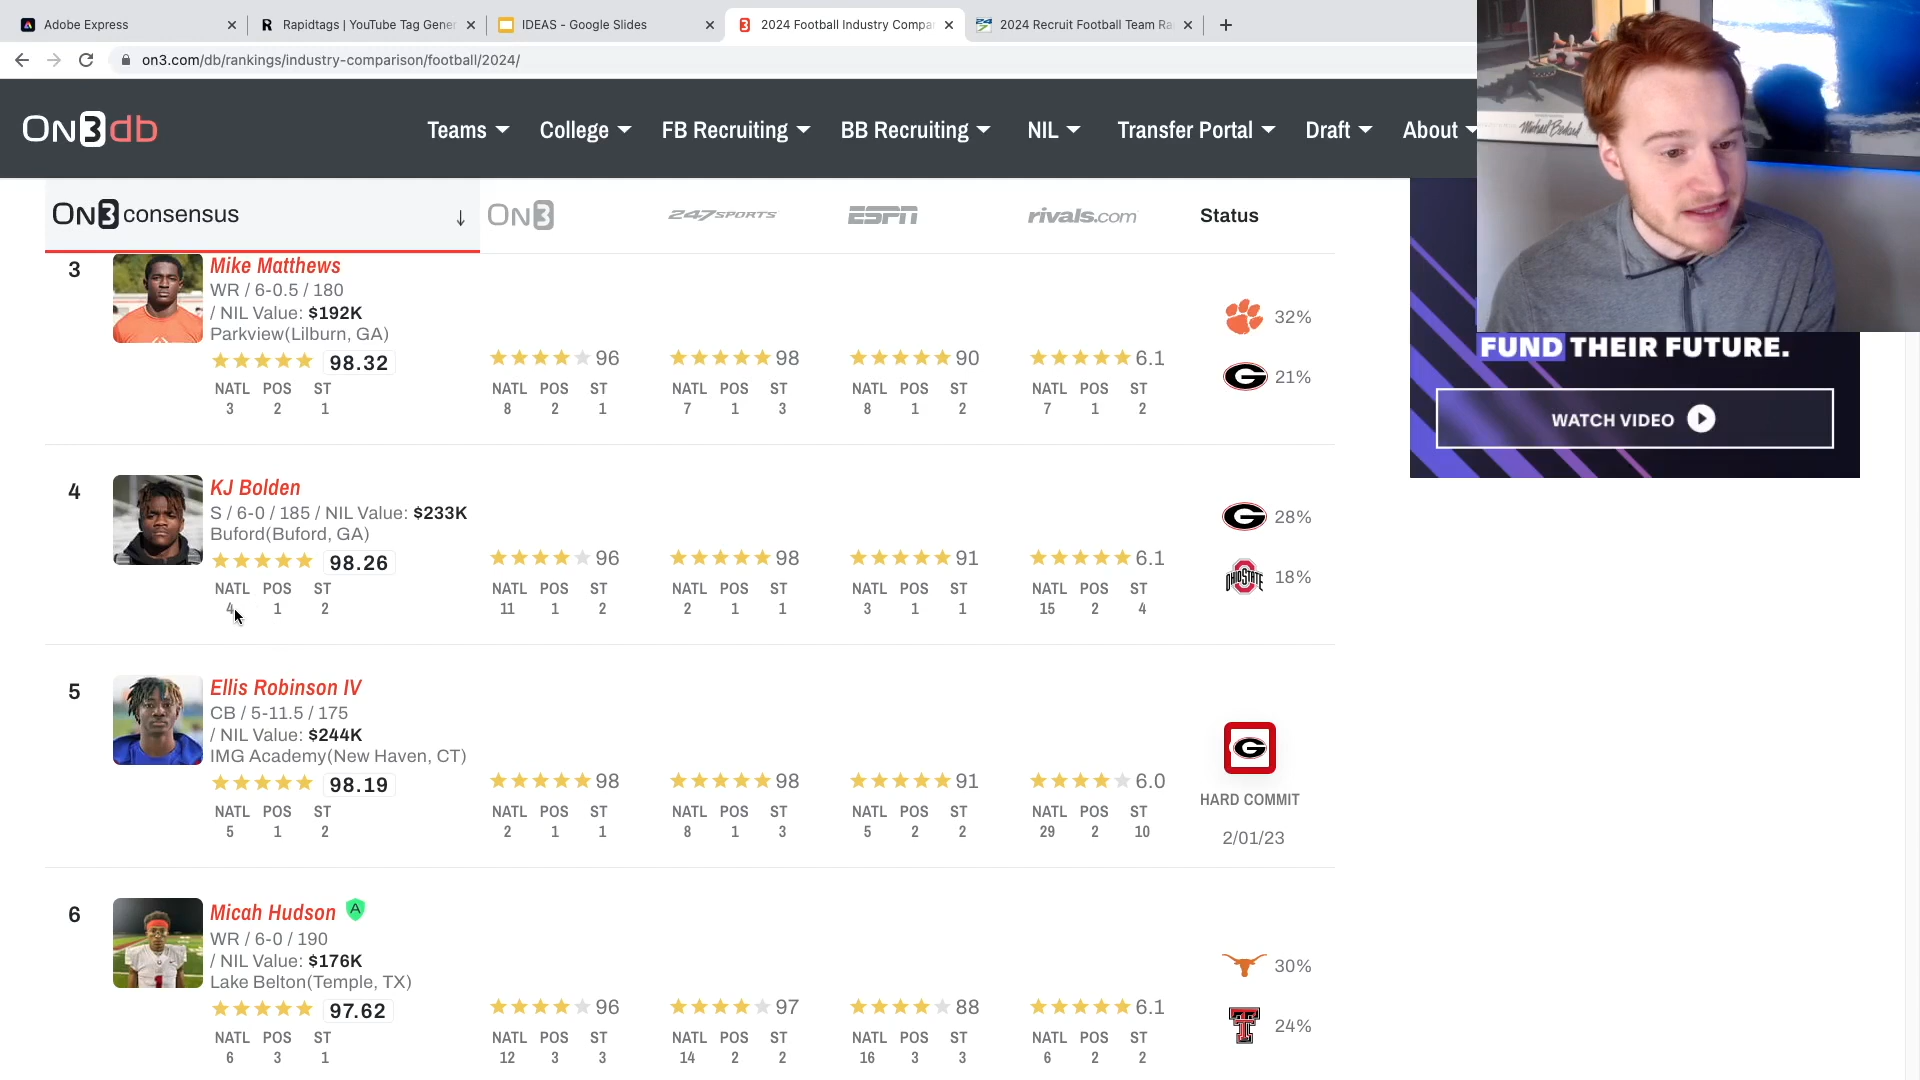 Adobe Express
Rapidtags | YouTube Tag Gener
IDEAS - Google Slides
2024 Football Industry Compa
2024 Recruit Football Team Ra
on3.com/db/rankings/industry-comparison/football/2024/
ON3db
Teams
College
FB Recruiting
BB Recruiting
NIL
Transfer Portal
Draft
About
ON3 consensus
ON3
247SPORTS
ESPN
rivals.com
Status
3
Mike Matthews
WR / 6-0.5 / 180
/ NIL Value: $192K
Parkview(Lilburn, GA)
98.32
96
98
90
6.1
32%
21%
NATL POS ST
3 2 1
NATL POS ST
8 2 1
NATL POS ST
7 1 3
NATL POS ST
8 1 2
NATL POS ST
7 1 2
4
KJ Bolden
S / 6-0 / 185 / NIL Value: $233K
Buford(Buford, GA)
98.26
96
98
91
6.1
28%
OHIO STATE
18%
NATL POS ST
4 1 2
NATL POS ST
11 1 2
NATL POS ST
2 1 1
NATL POS ST
3 1 1
NATL POS ST
15 2 4
5
Ellis Robinson IV
CB / 5-11.5 / 175
/ NIL Value: $244K
IMG Academy(New Haven, CT)
98.19
98
98
91
6.0
HARD COMMIT
2/01/23
NATL POS ST
5 1 2
NATL POS ST
2 1 1
NATL POS ST
8 1 3
NATL POS ST
5 2 2
NATL POS ST
29 2 10
6
Micah Hudson
A
WR / 6-0 / 190
/ NIL Value: $176K
Lake Belton(Temple, TX)
97.62
96
97
88
6.1
30%
24%
NATL POS ST
6 3 1
NATL POS ST
12 3 3
NATL POS ST
14 2 2
NATL POS ST
16 3 3
NATL POS ST
6 2 2
FUND THEIR FUTURE.
WATCH VIDEO